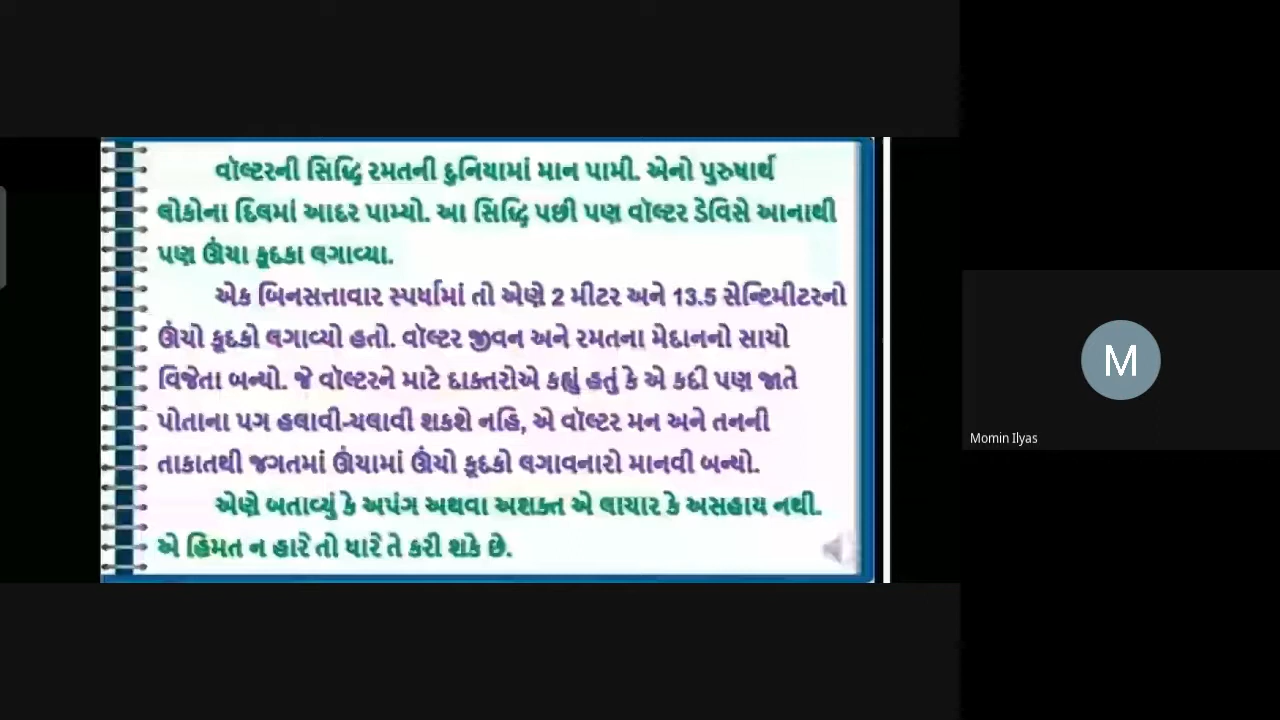 વૉલ્ટરની સિદ્ધિ રમતની દુનિયામાં માન પામી. એનો પુરુષાર્થ
લોકોના દિલમાં આદર પામ્યો. આ સિદ્ધિ પછી પણ વૉલ્ટર ડેવિસે આનાથી
પણ ઊંચા કૂદકા લગાવ્યા.
એક બિનસત્તાવાર સ્પર્ધામાં તો એણે 2 મીટર અને 13.5 સેન્ટિમીટરનો
ઊંચો કૂદકો લગાવ્યો હતો. વૉલ્ટર જીવન અને રમતના મેદાનનો સાચો
વિજેતા બન્યો. જે વૉલ્ટરને માટે દાક્તરોએ કહ્યું હતું કે એ કદી પણ જાતે
પોતાના પગ હલાવી-ચલાવી શકશે નહિ, એ વૉલ્ટર મન અને તનની
તાકાતથી જગતમાં ઊંચામાં ઊંચો કૂદકો લગાવનારો માનવી બન્યો.
એણે બતાવ્યું કે અપંગ અથવા અશક્ત એ લાચાર કે અસહાય નથી.
એ હિંમત ન હારે તો ધારે તે કરી શકે છે.
M
Momin Ilyas